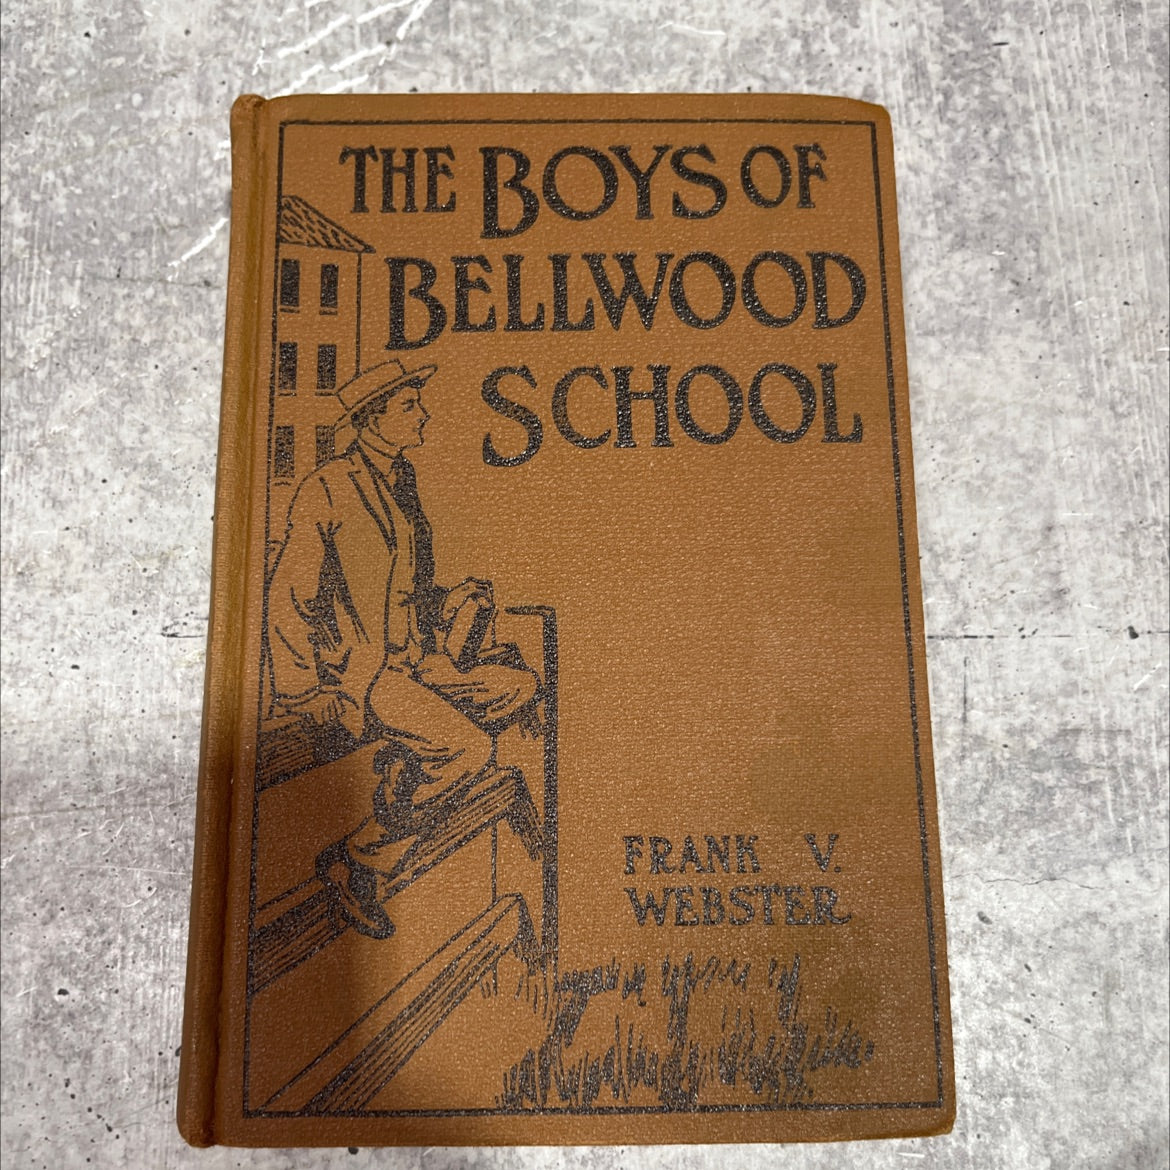 THE BOYS OF
BELLWOOD
SCHOOL
FRANK V.
WEBSTER